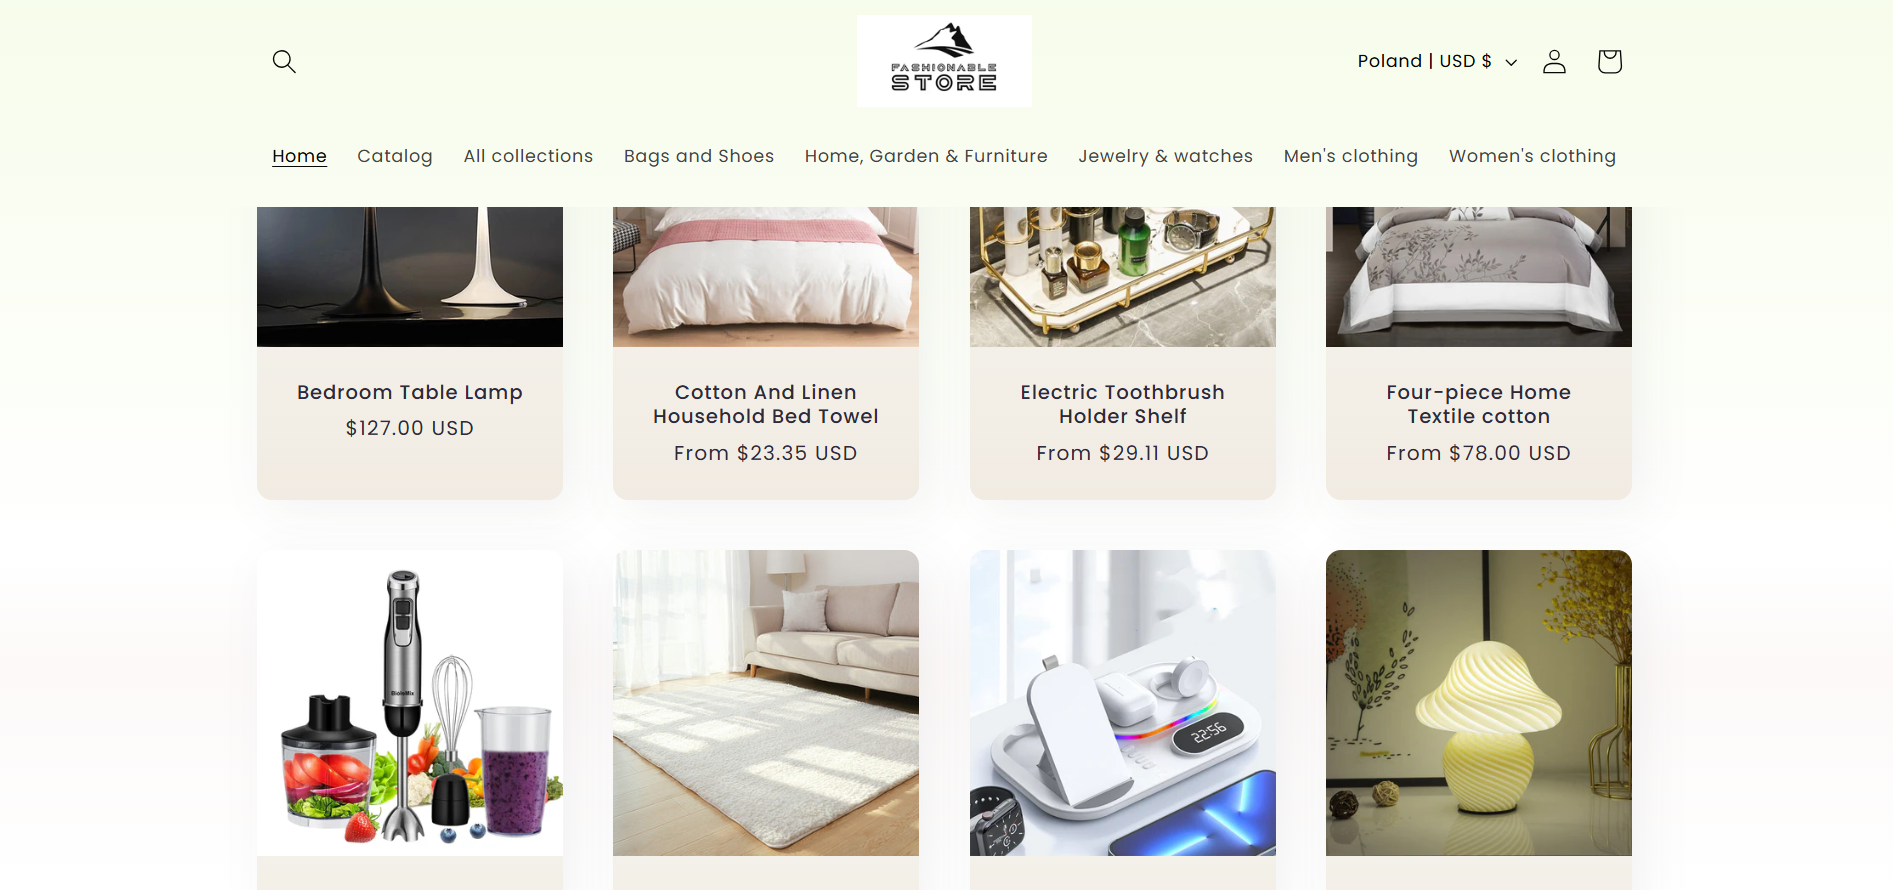 FASHIONABLE
STORE
Poland | USD $
Home Catalog All collections Bags and Shoes Home, Garden & Furniture Jewelry & watches Men's clothing Women's clothing
Bedroom Table Lamp
$127.00 USD
Cotton And Linen
Household Bed Towel
From $23.35 USD
Electric Toothbrush
Holder Shelf
From $29.11 USD
Four-piece Home
Textile cotton
From $78.00 USD
BioloMix
22:56